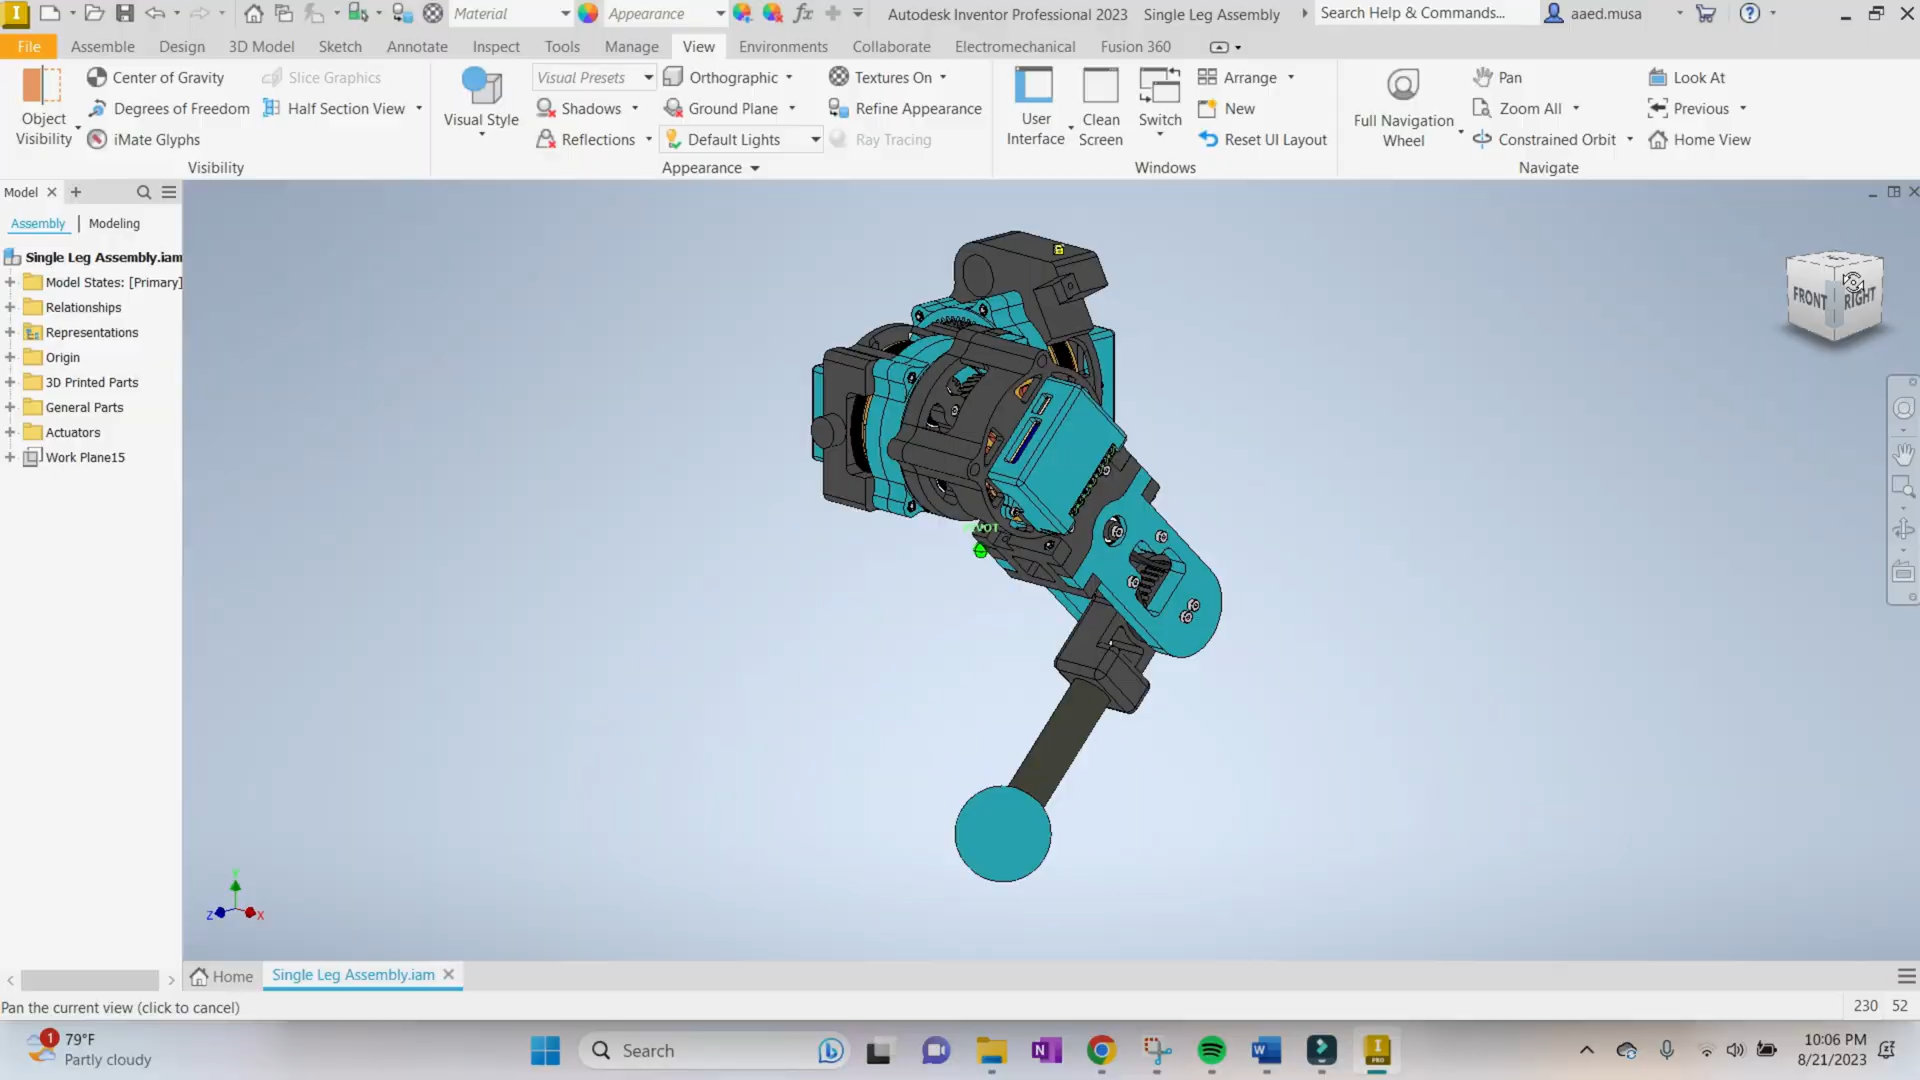 Material
Appearance
Autodesk Inventor Professional 2023 Single Leg Assembly
Search Help & Commands...
aaed.musa
File Assemble Design 3D Model Sketch Annotate Inspect Tools Manage View Environments Collaborate Electromechanical Fusion 360
Object Visibility
Center of Gravity
Degrees of Freedom
iMate Glyphs
Slice Graphics
Half Section View
Visibility
Visual Style
Visual Presets
Shadows
Reflections
Orthographic
Ground Plane
Default Lights
Textures On
Refine Appearance
Ray Tracing
Appearance
User Interface
Clean Screen
Switch
Arrange
New
Reset UI Layout
Windows
Full Navigation Wheel
Pan
Zoom All
Constrained Orbit
Look At
Previous
Home View
Navigate
Model
Assembly | Modeling
Single Leg Assembly.iam
Model States: [Primary]
Relationships
Representations
Origin
3D Printed Parts
General Parts
Actuators
Work Plane15
FRONT
RIGHT
Y
Z
X
Home
Single Leg Assembly.iam
Pan the current view (click to cancel)
230 52
1
79°F
Partly cloudy
Search
10:06 PM
8/21/2023